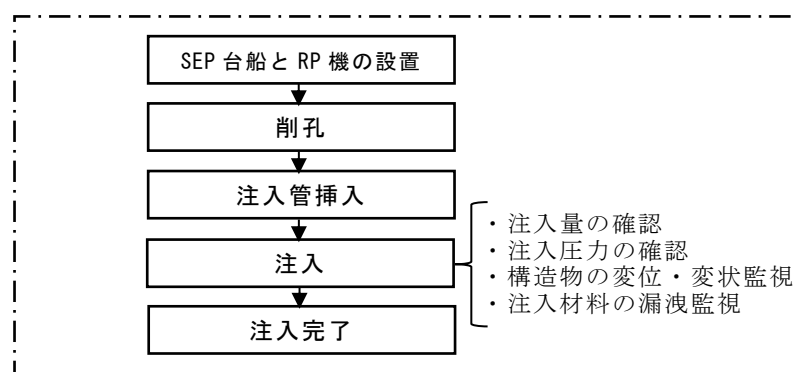 SEP 台船と RP 機の設置
削孔
注入管挿入
注入
・注入量の確認
・注入圧力の確認
・構造物の変位・変状監視
・注入材料の漏洩監視
注入完了